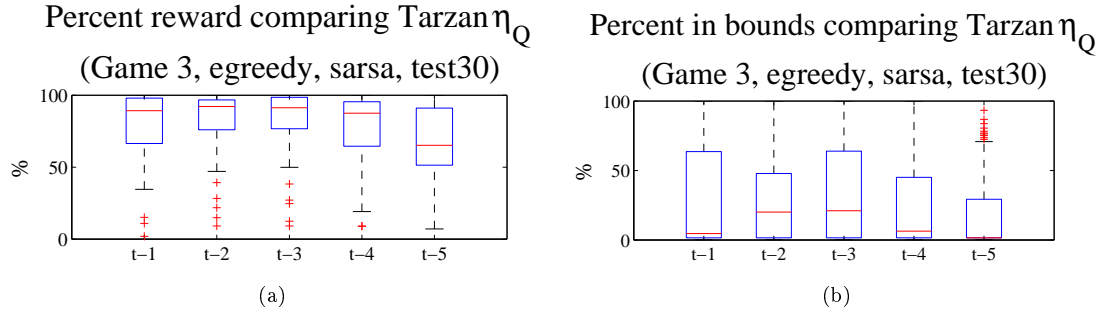 Percent reward comparing Tarzan η_Q
(Game 3, egreedy, sarsa, test30)
100
50
0
%
t−1 t−2 t−3 t−4 t−5
(a)
Percent in bounds comparing Tarzan η_Q
(Game 3, egreedy, sarsa, test30)
100
50
0
%
t−1 t−2 t−3 t−4 t−5
(b)